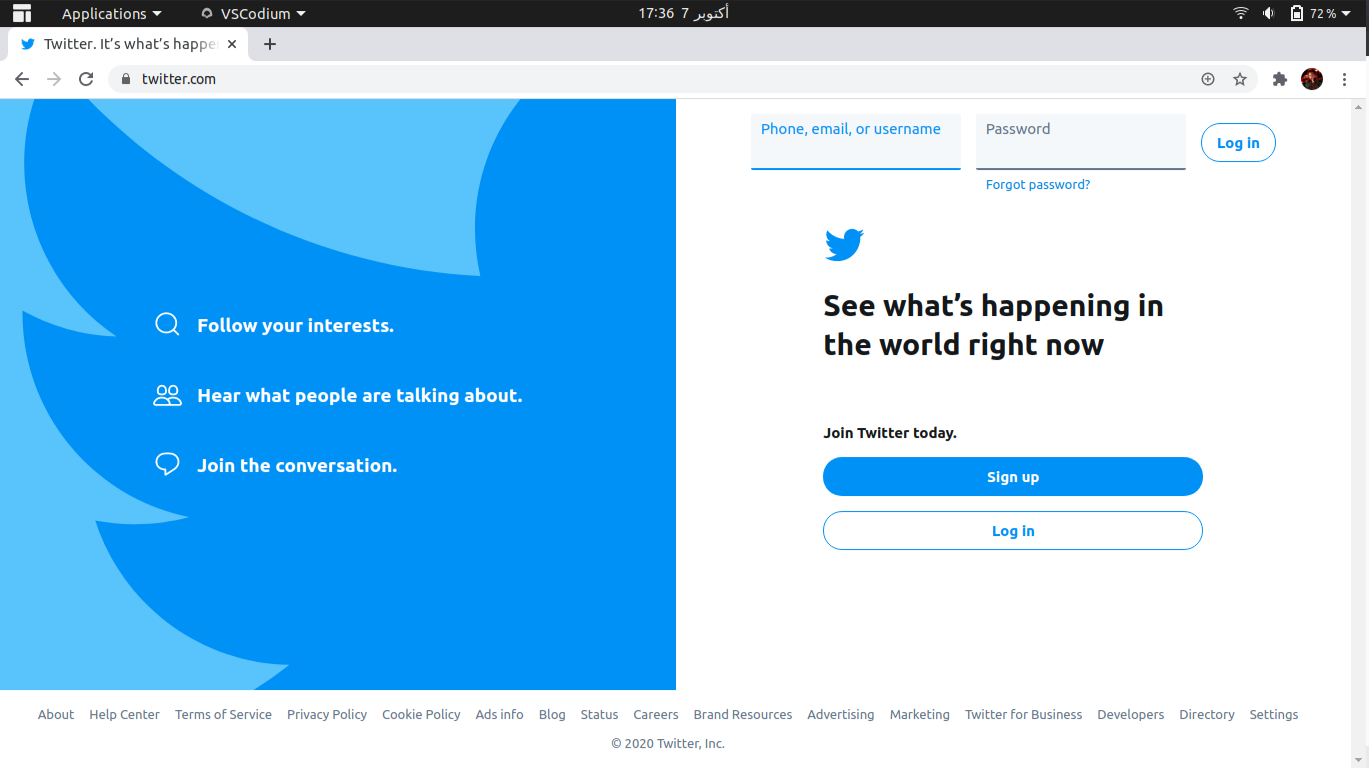 Applications VSCodium 17:36 7 أكتوبر 72 %
Twitter. It’s what’s happe
twitter.com
Phone, email, or username Password Log in
Forgot password?
See what’s happening in
the world right now
Follow your interests.
Hear what people are talking about.
Join the conversation.
Join Twitter today.
Sign up
Log in
About Help Center Terms of Service Privacy Policy Cookie Policy Ads info Blog Status Careers Brand Resources Advertising Marketing Twitter for Business Developers Directory Settings
© 2020 Twitter, Inc.